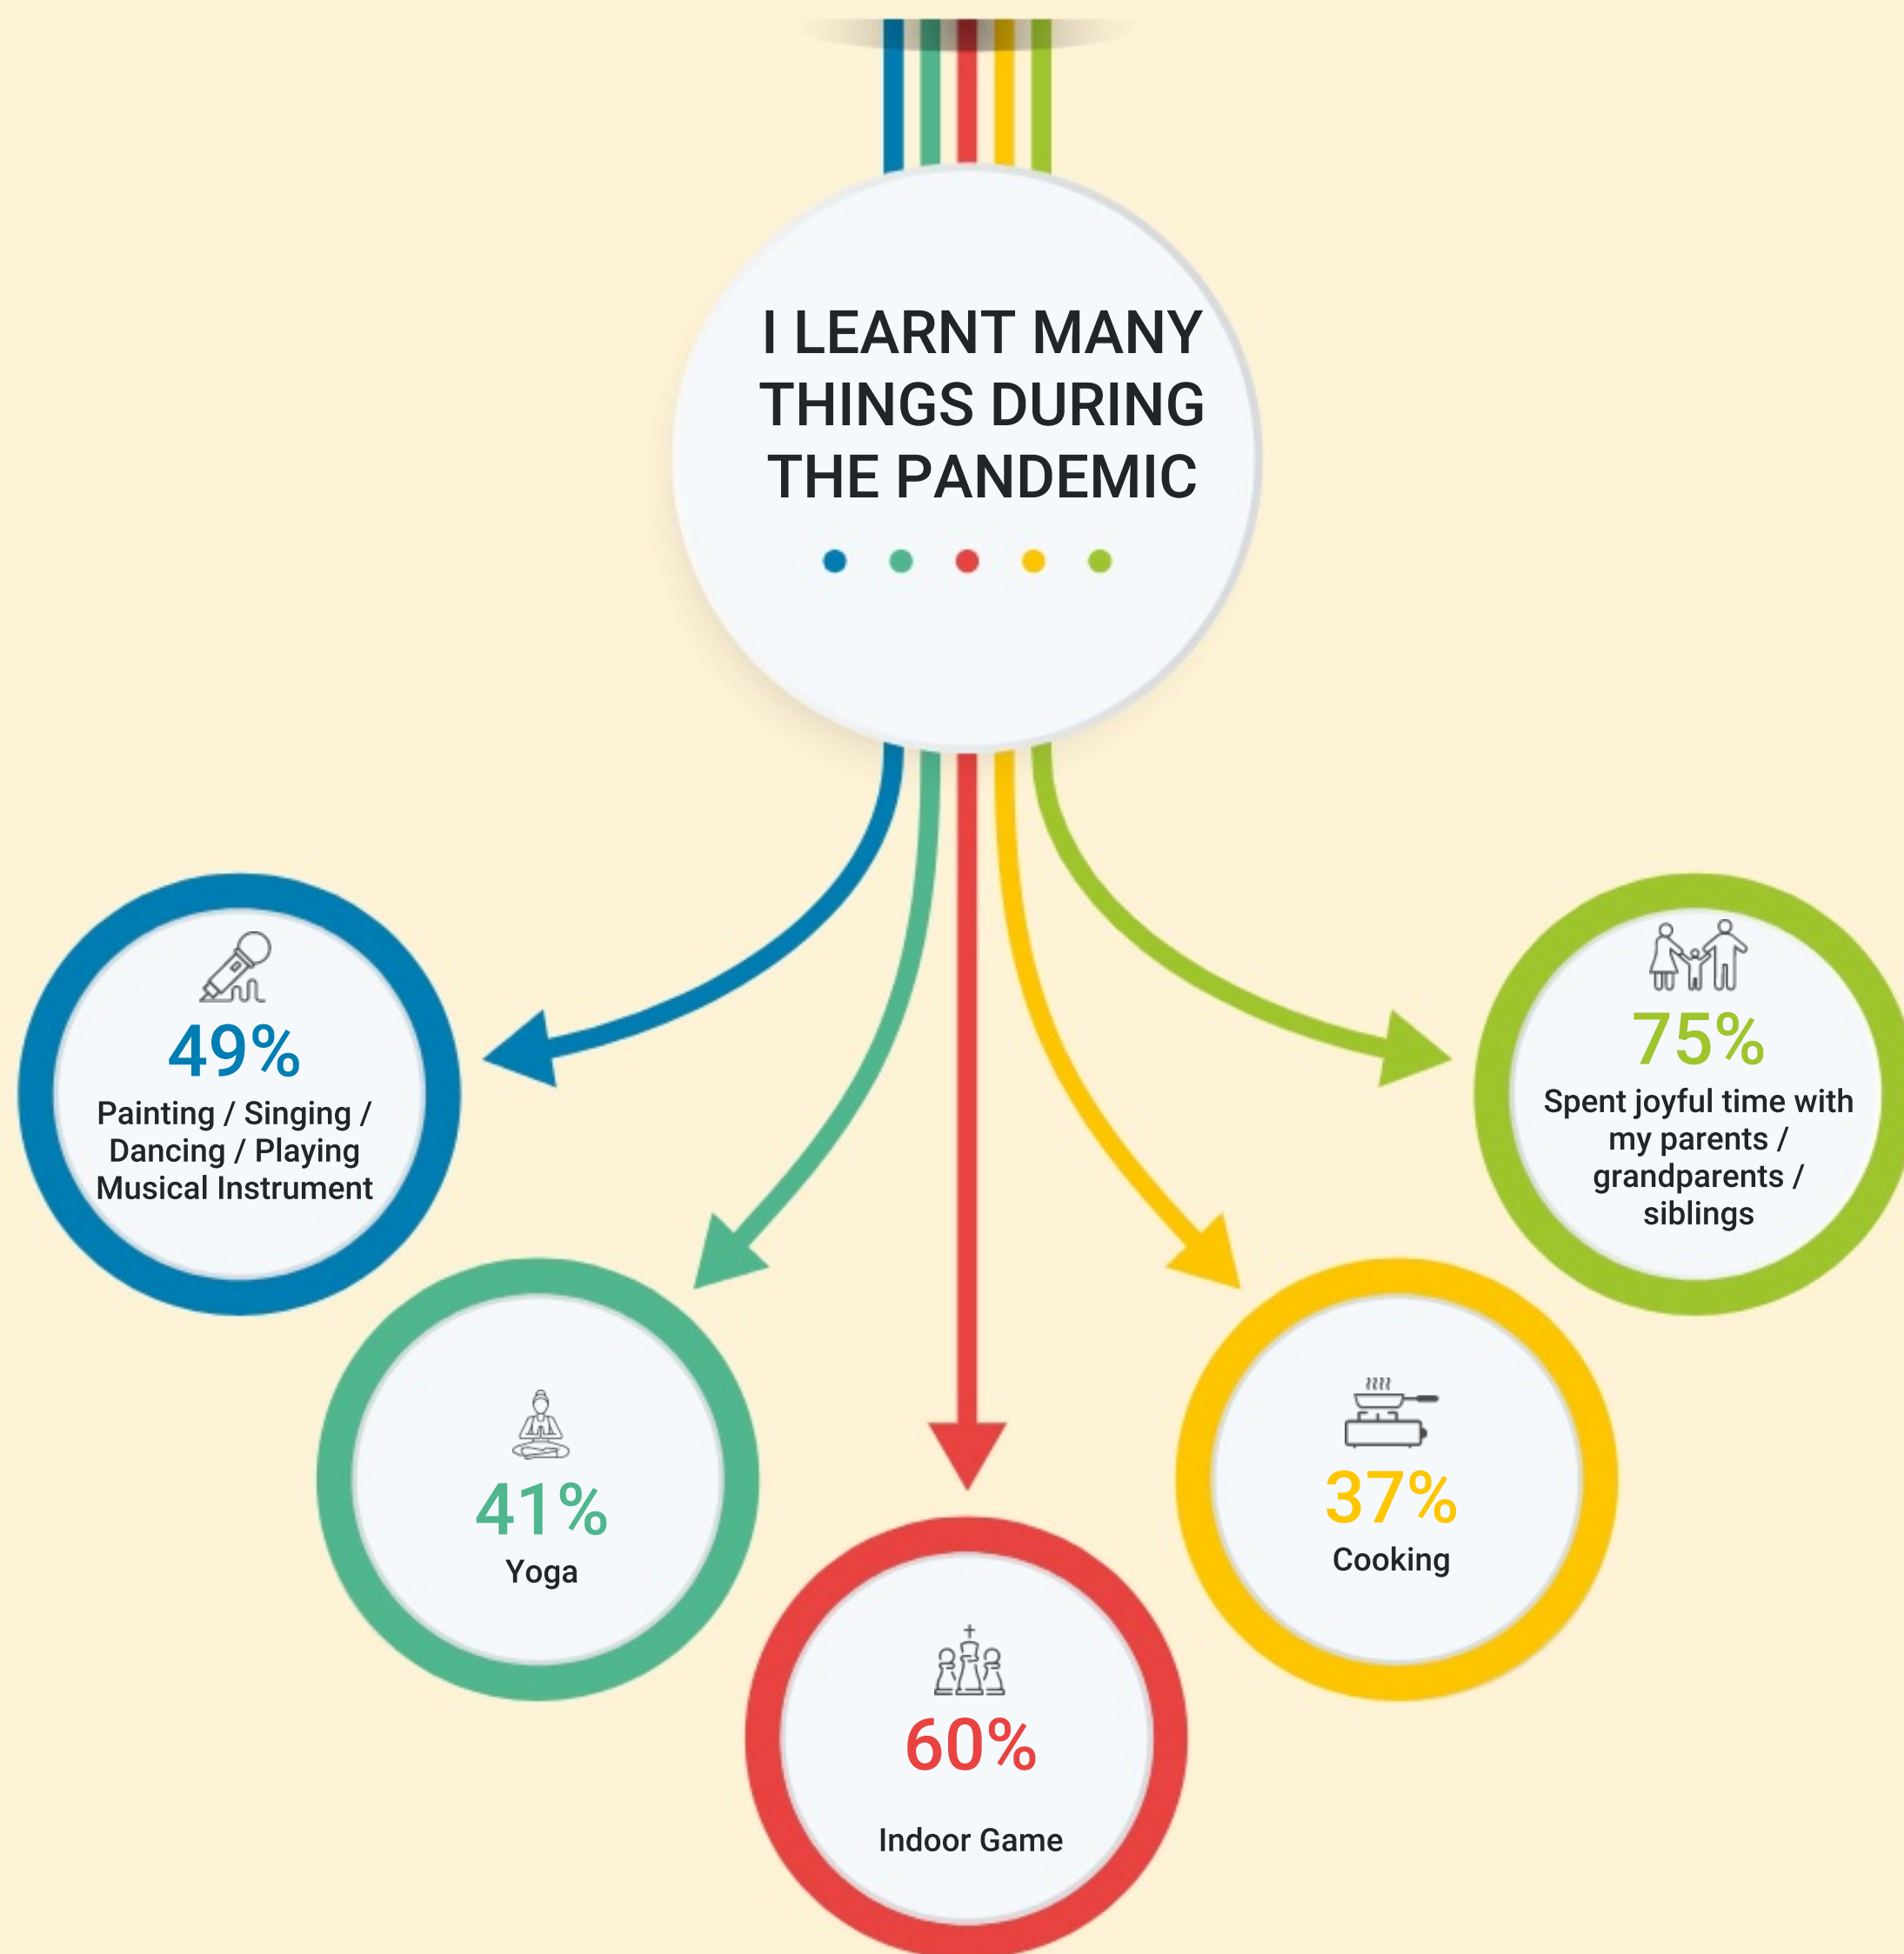 I LEARNT MANY
THINGS DURING
THE PANDEMIC
49%
Painting / Singing /
Dancing / Playing
Musical Instrument
75%
Spent joyful time with
my parents /
grandparents /
siblings
41%
Yoga
37%
Cooking
60%
Indoor Game